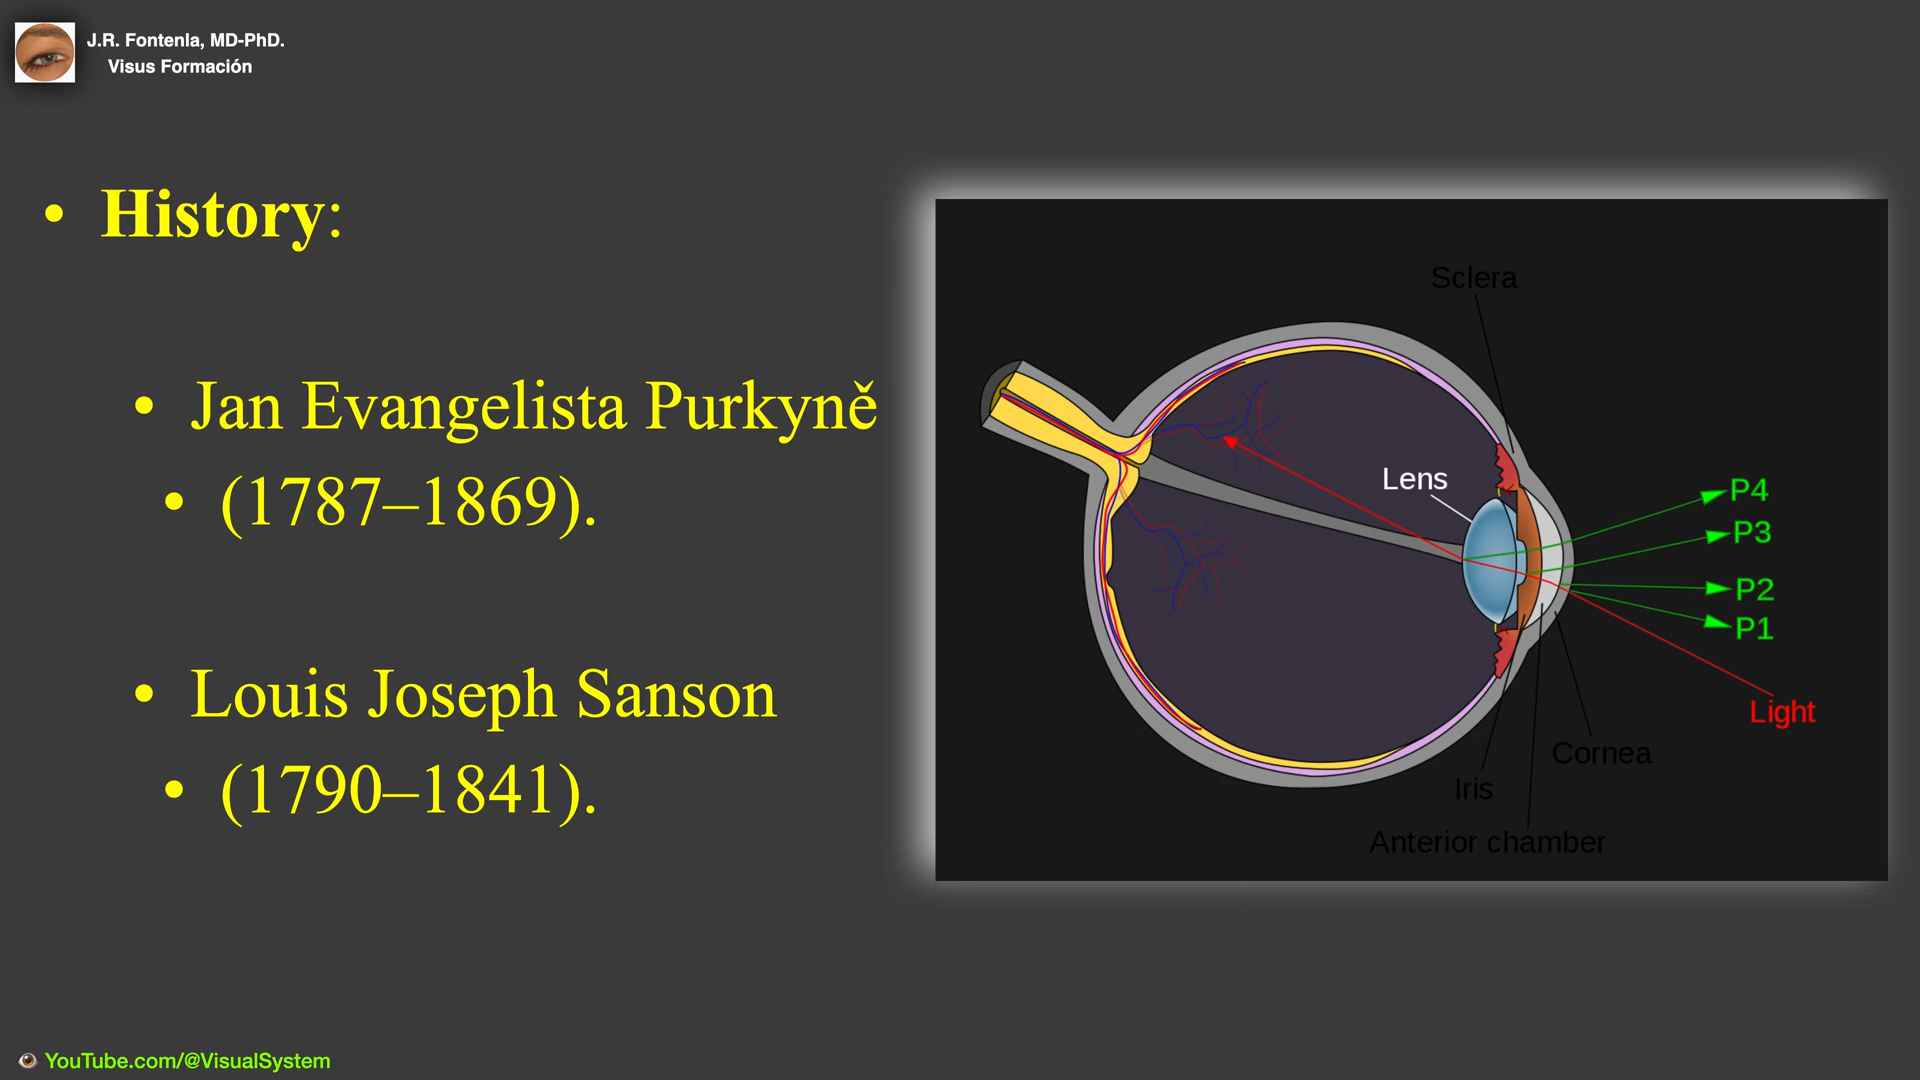 J.R. Fontenla, MD-PhD.
Visus Formación
• History:
• Jan Evangelista Purkyně
• (1787–1869).
• Louis Joseph Sanson
• (1790–1841).
Sclera
Lens
P4
P3
P2
P1
Light
Cornea
Iris
Anterior chamber
YouTube.com/@VisualSystem